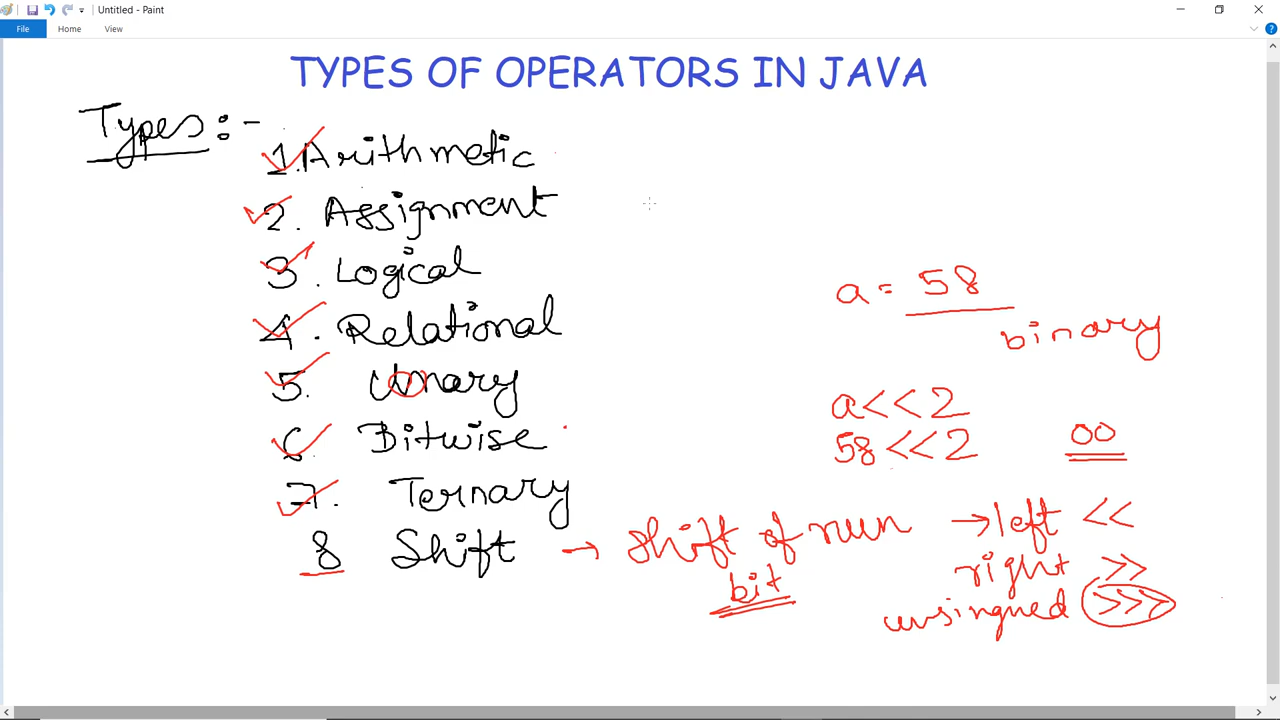 Untitled - Paint
File Home View
TYPES OF OPERATORS IN JAVA
Types :-
1. Arithmetic
2. Assignment
3. Logical
4. Relational
5. Unary
6 Bitwise
7. Ternary
8 Shift → shift of num
bit
a = 58
binary
a<<2
58<<2
00
→ left <<
right >>
unsingned >>>